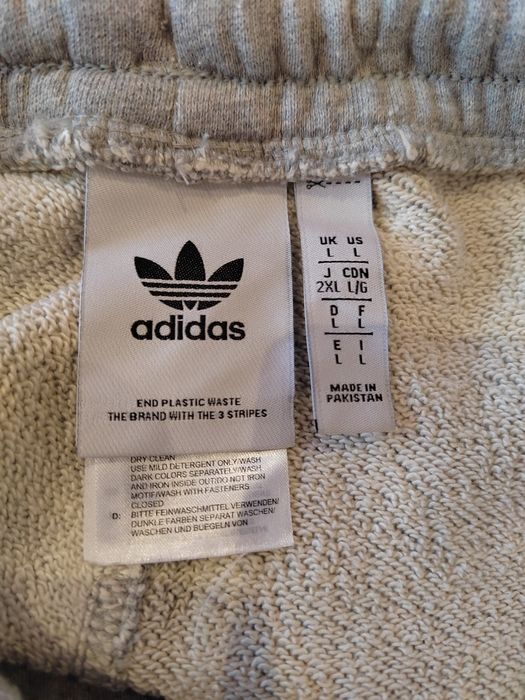 adidas
END PLASTIC WASTE
THE BRAND WITH THE 3 STRIPES
UK US
L L
J CDN
2XL L/G
D F
L L
E I
L L
MADE IN
PAKISTAN
DRY CLEAN
USE MILD DETERGENT ONLY/WASH
DARK COLORS SEPARATELY/WASH
AND IRON INSIDE OUT/DO NOT IRON
MOTIF/WASH WITH FASTENERS
CLOSED
D: BITTE FEINWASCHMITTEL VERWENDEN/
DUNKLE FARBEN SEPARAT WASCHEN/
WASCHEN UND BUEGELN VON